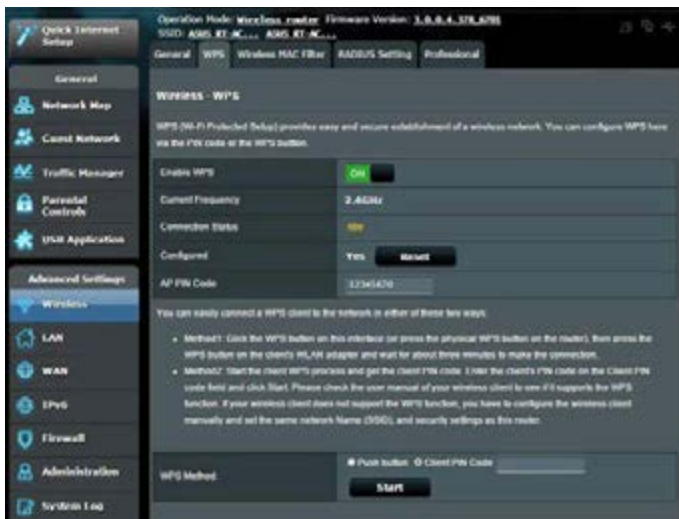 Quick Internet
Setup
Operation Mode: Wireless router Firmware Version: 3.0.0.4.378_6701
SSID: ASUS_RT-AC... ASUS_RT-AC...
General WPS Wireless MAC Filter RADIUS Setting Professional
General
Network Map
Guest Network
Traffic Manager
Parental
Controls
USB Application
Advanced Settings
Wireless
LAN
WAN
IPv6
Firewall
Administration
System Log
Wireless - WPS
WPS (Wi-Fi Protected Setup) provides easy and secure establishment of a wireless network. You can configure WPS here
via the PIN code or the WPS button.
Enable WPS ON
Current Frequency 2.4GHz
Connection Status Idle
Configured Yes Reset
AP PIN Code 12345670
You can easily connect a WPS client to the network in either of these two ways:
• Method1: Click the WPS button on this interface (or press the physical WPS button on the router), then press the
WPS button on the client's WLAN adapter and wait for about three minutes to make the connection.
• Method2: Start the client WPS process and get the client PIN code. Enter the client's PIN code on the Client PIN
code field and click Start. Please check the user manual of your wireless client to see if it supports the WPS
function. If your wireless client does not support the WPS function, you have to configure the wireless client
manually and set the same network Name (SSID), and security settings as this router.
WPS Method: Push button Client PIN Code
Start